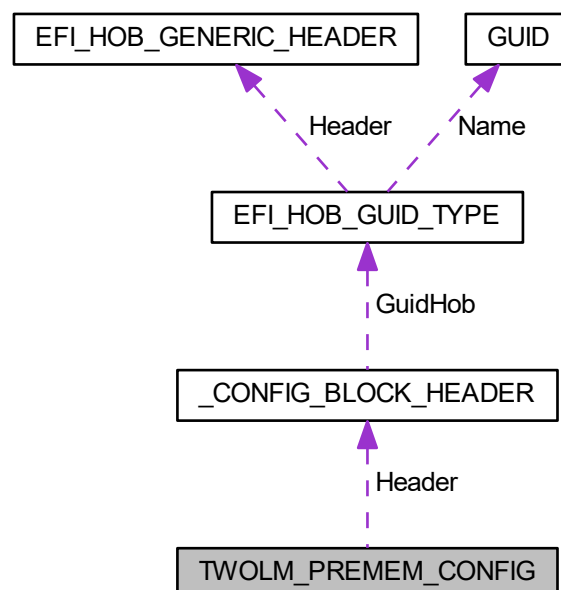 EFI_HOB_GENERIC_HEADER
GUID
Header
Name
EFI_HOB_GUID_TYPE
GuidHob
_CONFIG_BLOCK_HEADER
Header
TWOLM_PREMEM_CONFIG